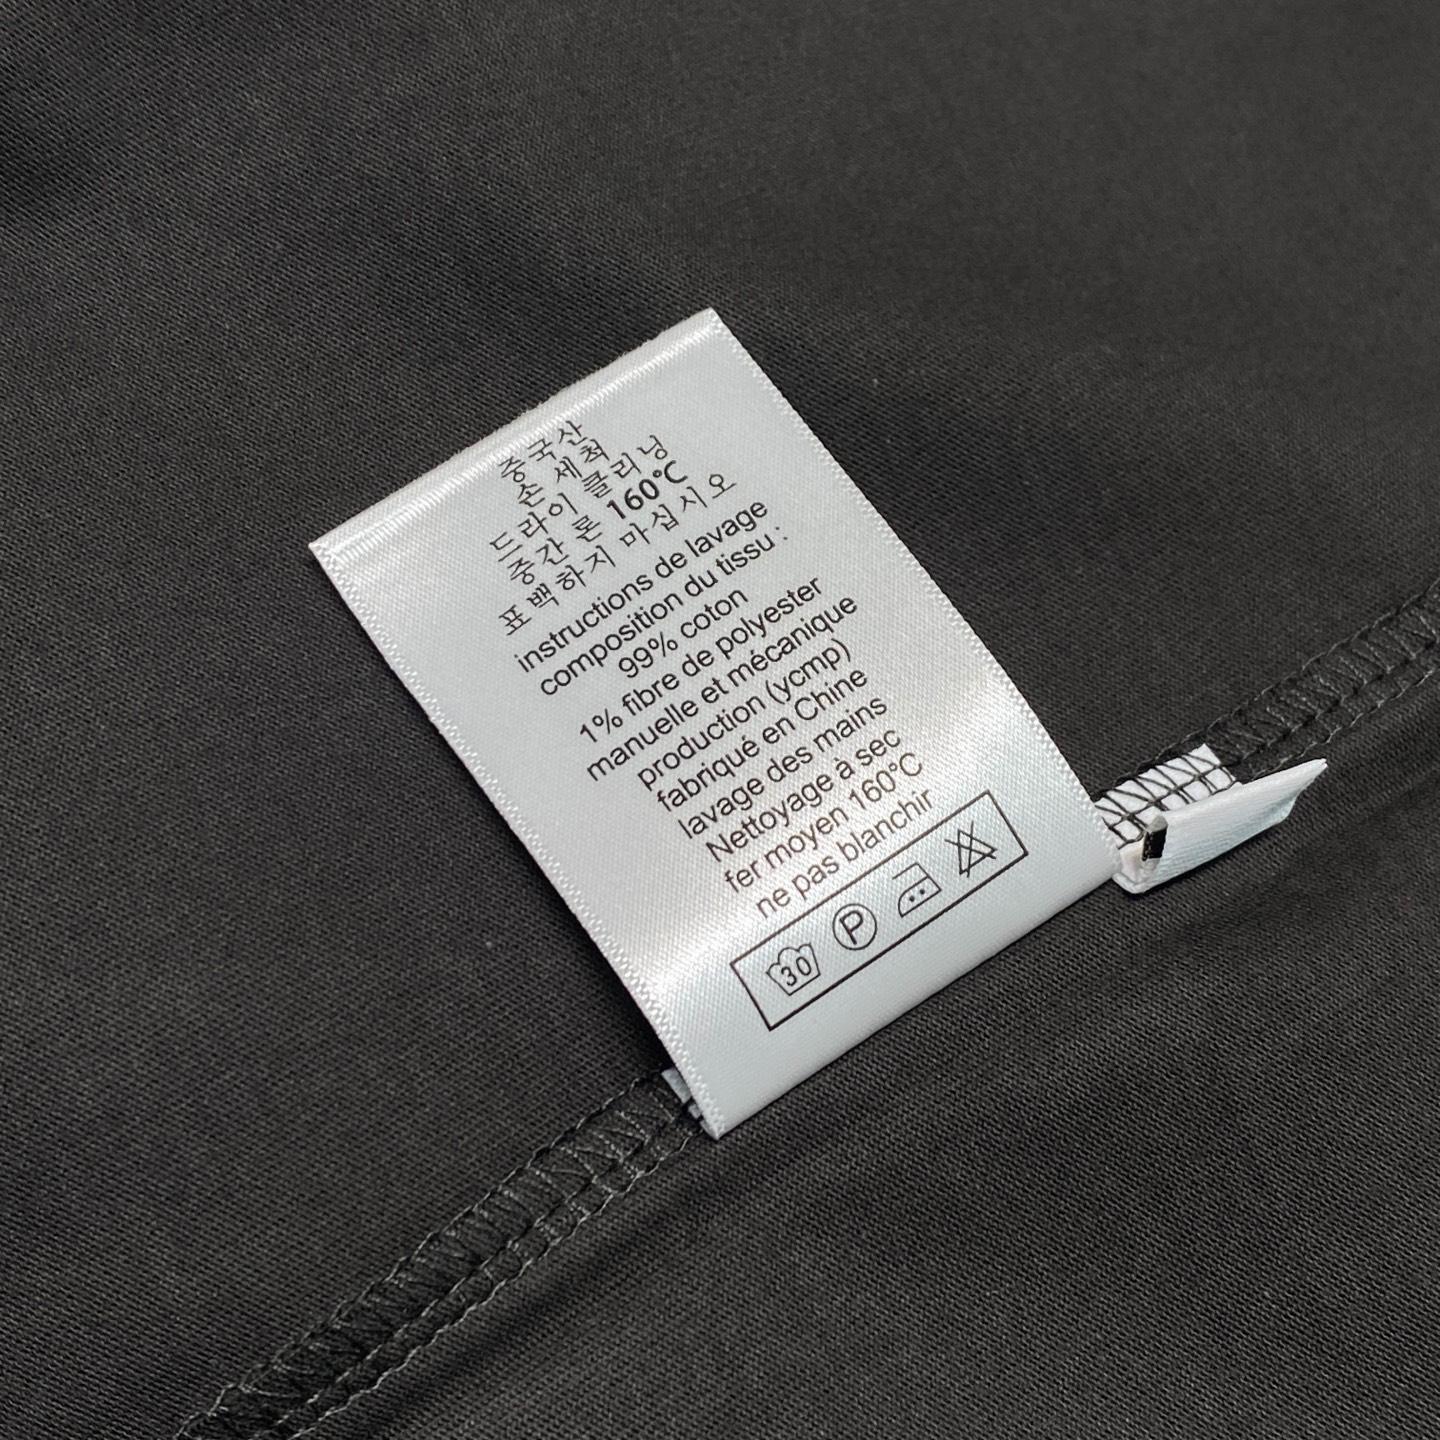 중국산
손 세척
드라이 클리닝
중간 론 160°C
표백하지 마십시오
instructions de lavage
composition du tissu :
99% coton
1% fibre de polyester
manuelle et mécanique
production (ycmp)
fabriqué en Chine
lavage des mains
Nettoyage à sec
fer moyen 160°C
ne pas blanchir
30 P